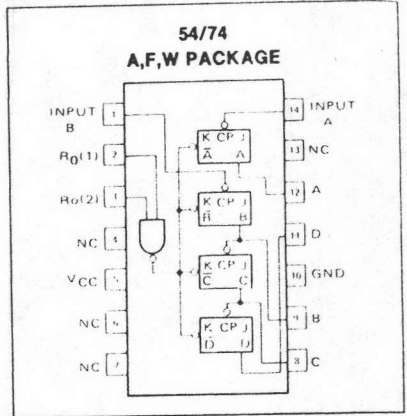 54/74
A,F,W PACKAGE
INPUT
B
1
14
INPUT
A
K CP J
A̅ A
R₀(1)
2
13
NC
K CP J
B̅ B
Ro(2)
3
12
A
NC
4
11
D
K CP J
C̅ C
VCC
5
10
GND
NC
6
9
B
K CP J
D̅ D
NC
7
8
C